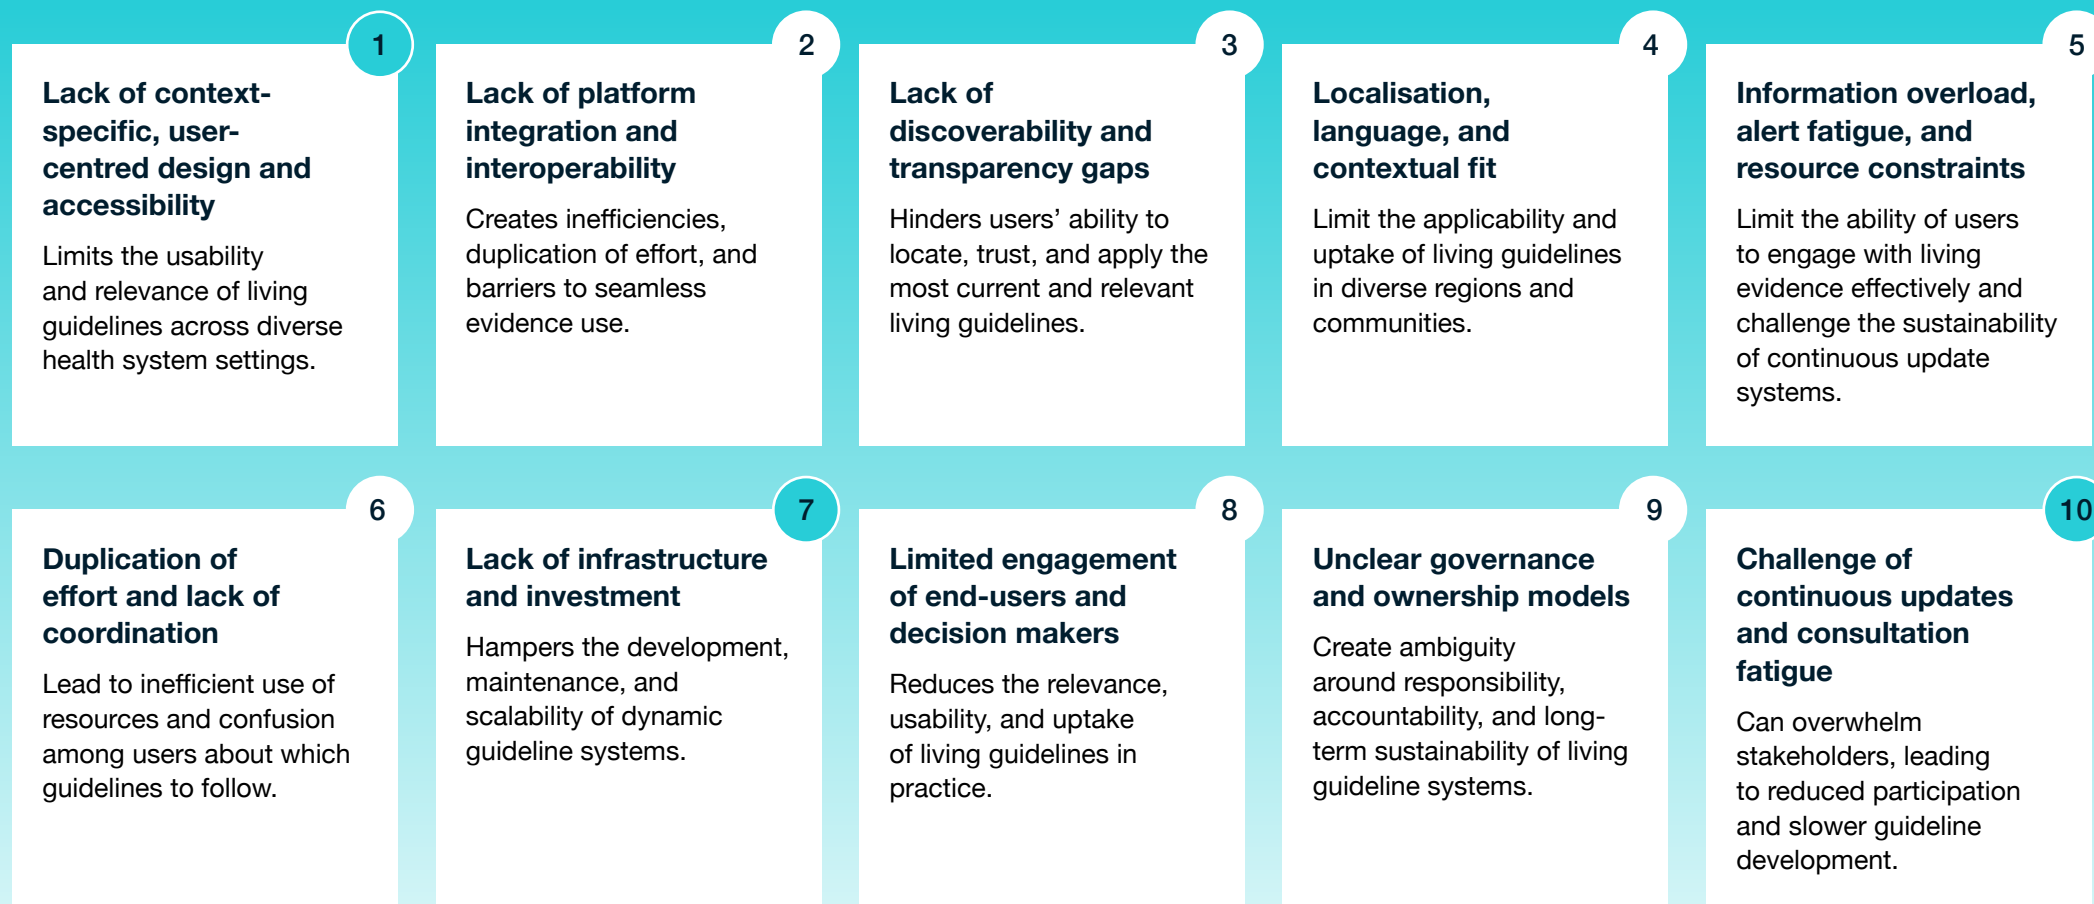 1
Lack of context-
specific, user-
centred design and
accessibility
Limits the usability
and relevance of living
guidelines across diverse
health system settings.
2
Lack of platform
integration and
interoperability
Creates inefficiencies,
duplication of effort, and
barriers to seamless
evidence use.
3
Lack of
discoverability and
transparency gaps
Hinders users’ ability to
locate, trust, and apply the
most current and relevant
living guidelines.
4
Localisation,
language, and
contextual fit
Limit the applicability and
uptake of living guidelines
in diverse regions and
communities.
5
Information overload,
alert fatigue, and
resource constraints
Limit the ability of users
to engage with living
evidence effectively and
challenge the sustainability
of continuous update
systems.
6
Duplication of
effort and lack of
coordination
Lead to inefficient use of
resources and confusion
among users about which
guidelines to follow.
7
Lack of infrastructure
and investment
Hampers the development,
maintenance, and
scalability of dynamic
guideline systems.
8
Limited engagement
of end-users and
decision makers
Reduces the relevance,
usability, and uptake
of living guidelines in
practice.
9
Unclear governance
and ownership models
Create ambiguity
around responsibility,
accountability, and long-
term sustainability of living
guideline systems.
10
Challenge of
continuous updates
and consultation
fatigue
Can overwhelm
stakeholders, leading
to reduced participation
and slower guideline
development.